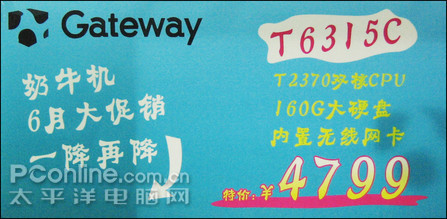 Gateway
T6315C
奶牛机
6月大促销
一降再降
T2370双核CPU
160G大硬盘
内置无线网卡
特价:¥4799
PConline.com.cn
太平洋电脑网